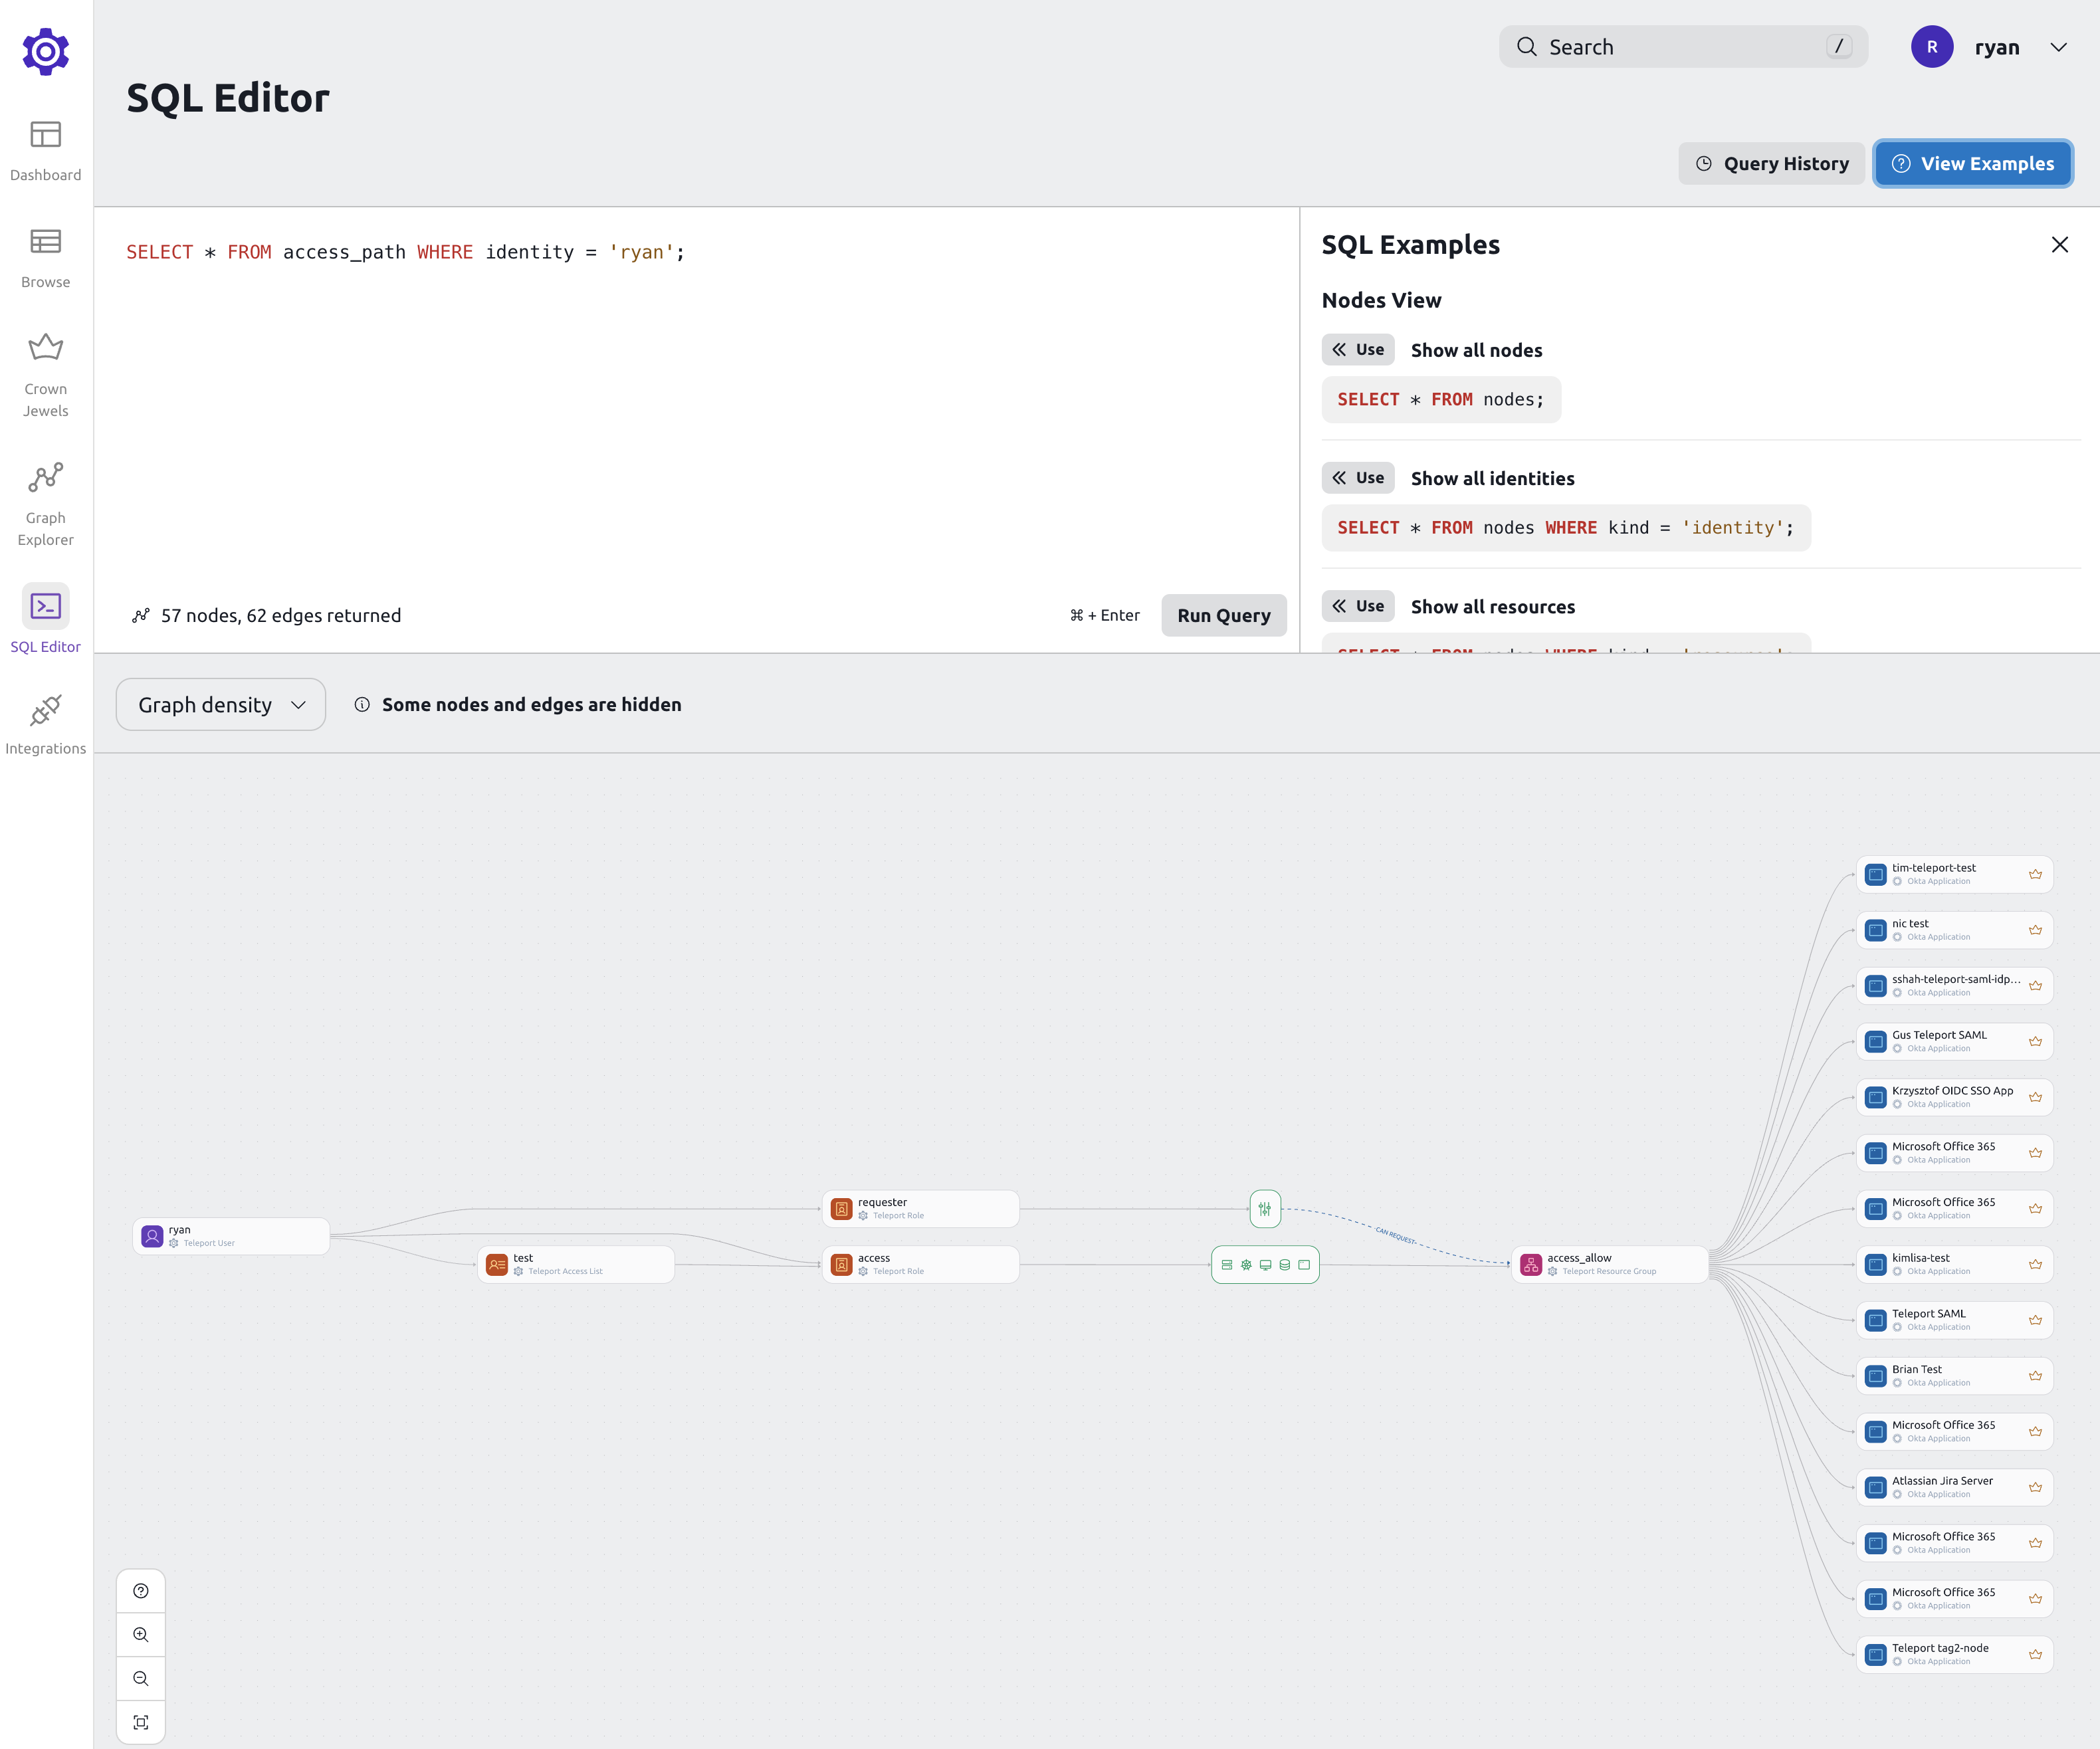 Search
/
R
ryan
SQL Editor
Dashboard
Query History
View Examples
Browse
Crown
Jewels
Graph
Explorer
SQL Editor
Integrations
SELECT * FROM access_path WHERE identity = 'ryan';
57 nodes, 62 edges returned
⌘ + Enter
Run Query
SQL Examples
Nodes View
Use
Show all nodes
SELECT * FROM nodes;
Use
Show all identities
SELECT * FROM nodes WHERE kind = 'identity';
Use
Show all resources
Graph density
Some nodes and edges are hidden
ryan
Teleport User
test
Teleport Access List
requester
Teleport Role
access
Teleport Role
CAN REQUEST
access_allow
Teleport Resource Group
tim-teleport-test
Okta Application
nic test
Okta Application
sshah-teleport-saml-idp...
Okta Application
Gus Teleport SAML
Okta Application
Krzysztof OIDC SSO App
Okta Application
Microsoft Office 365
Okta Application
Microsoft Office 365
Okta Application
kimlisa-test
Okta Application
Teleport SAML
Okta Application
Brian Test
Okta Application
Microsoft Office 365
Okta Application
Atlassian Jira Server
Okta Application
Microsoft Office 365
Okta Application
Microsoft Office 365
Okta Application
Teleport tag2-node
Okta Application